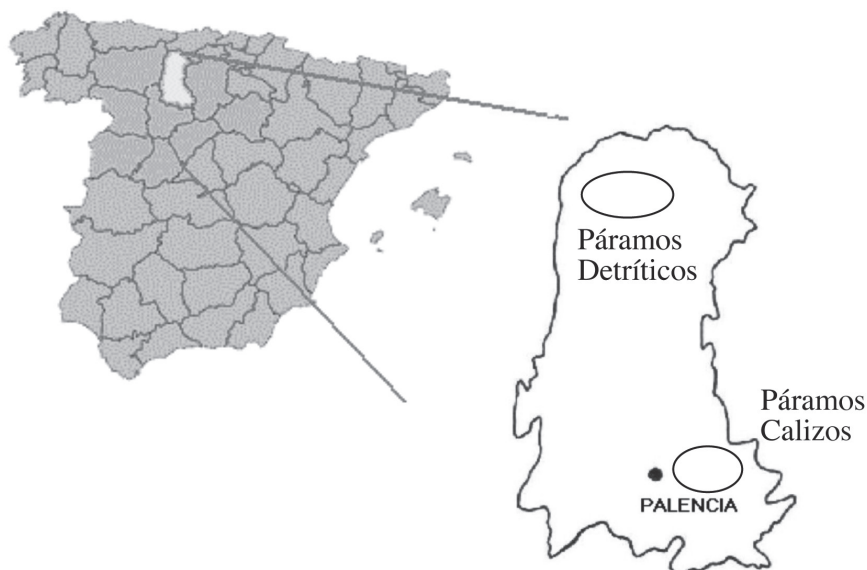 Páramos
Detríticos
Páramos
Calizos
PALENCIA